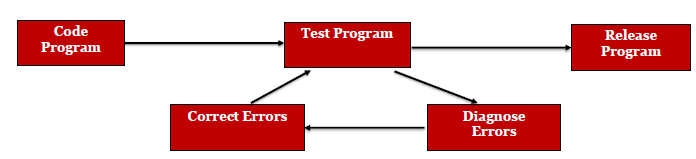 Code
Program
Test Program
Release
Program
Correct Errors
Diagnose
Errors